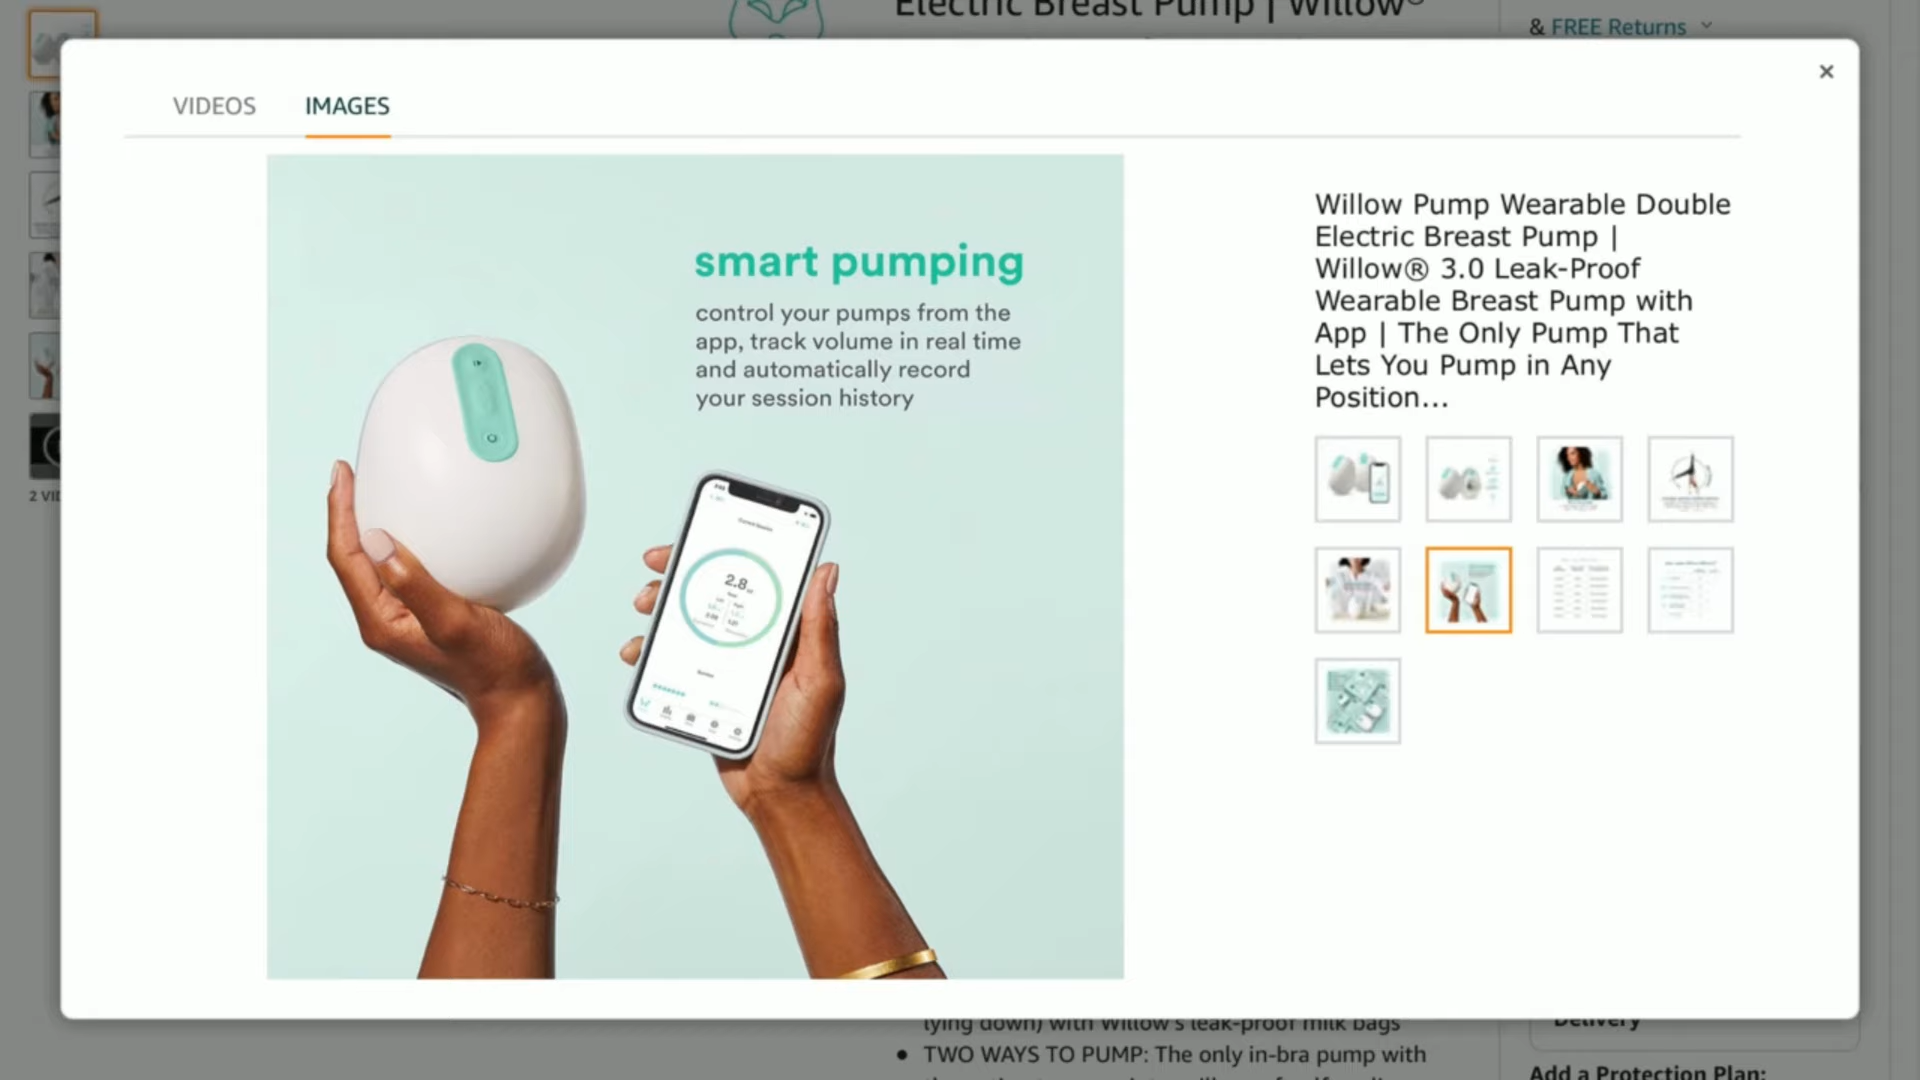 Electric Breast Pump | Willow®
& FREE Returns
VIDEOS
IMAGES
smart pumping
control your pumps from the
app, track volume in real time
and automatically record
your session history
2.8
Willow Pump Wearable Double
Electric Breast Pump |
Willow® 3.0 Leak-Proof
Wearable Breast Pump with
App | The Only Pump That
Lets You Pump in Any
Position...
2 VI
lying down) with Willow's leak-proof milk bags
• TWO WAYS TO PUMP: The only in-bra pump with
Delivery
Add a Protection Plan: